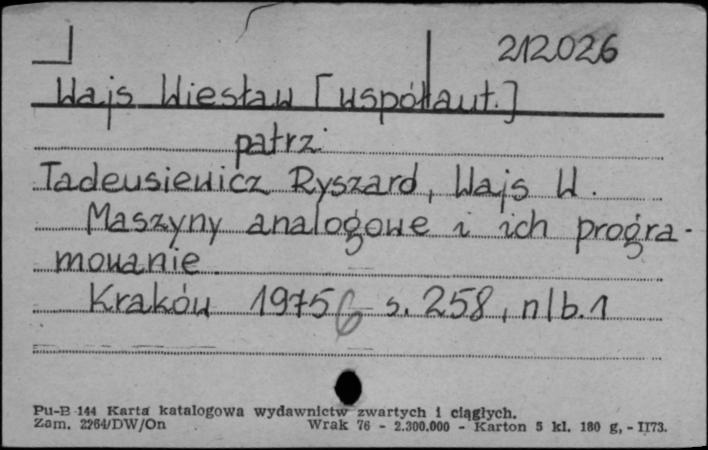 212026
Wajs Wiesław [współaut.]
patrz:
Tadeusiewicz Ryszard, Wajs W.
Maszyny analogowe i ich progra-
mowanie.
Kraków 1975 6 s. 258, nlb. 1
Pu-B 144 Karta katalogowa wydawnictw zwartych i ciągłych.
Zam. 2264/DW/On Wrak 76 - 2.300.000 - Karton 5 kl. 180 g, - II73.